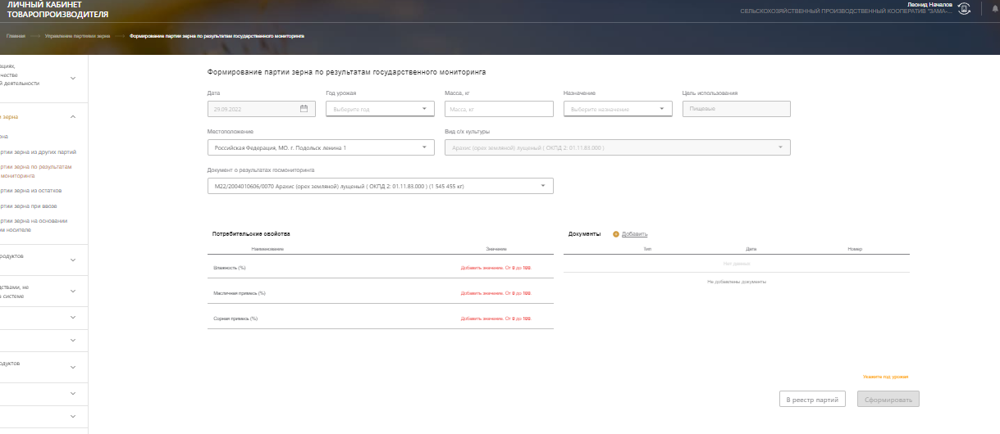 ЛИЧНЫЙ КАБИНЕТ
ТОВАРОПРОИЗВОДИТЕЛЯ
Леонид Началов
СЕЛЬСКОХОЗЯЙСТВЕННЫЙ ПРОИЗВОДСТВЕННЫЙ КООПЕРАТИВ "ЗАМА-...
Главная Управление партиями зерна Формирование партии зерна по результатам государственного мониторинга
ациях,
честве
й деятельности
и зерна
рна
ртии зерна из других партий
ртии зерна по результатам
мониторинга
ртии зерна из остатков
ртии зерна при ввозе
ртии зерна на основании
ом носителе
родуктов
дствами, не
в системе
одуктов
Формирование партии зерна по результатам государственного мониторинга
Дата Год урожая Масса, кг Назначение Цель использования
29.09.2022 Выберите год Масса, кг Выберите назначение Пищевые
Местоположение Вид с/х культуры
Российская Федерация, МО. г. Подольск ленина 1 Арахис (орех земляной) лущеный ( ОКПД 2: 01.11.83.000 )
Документ о результатах госмониторинга
М22/2004010606/0070 Арахис (орех земляной) лущеный ( ОКПД 2: 01.11.83.000 ) (1 545 455 кг)
Потребительские свойства Документы Добавить
Наименование Значение Тип Дата Номер
Влажность (%) Добавить значение. От 0 до 100. Нет данных
Не добавлены документы
Масличная примесь (%) Добавить значение. От 0 до 100.
Сорная примесь (%) Добавить значение. От 0 до 100.
Укажите год урожая
В реестр партий Сформировать